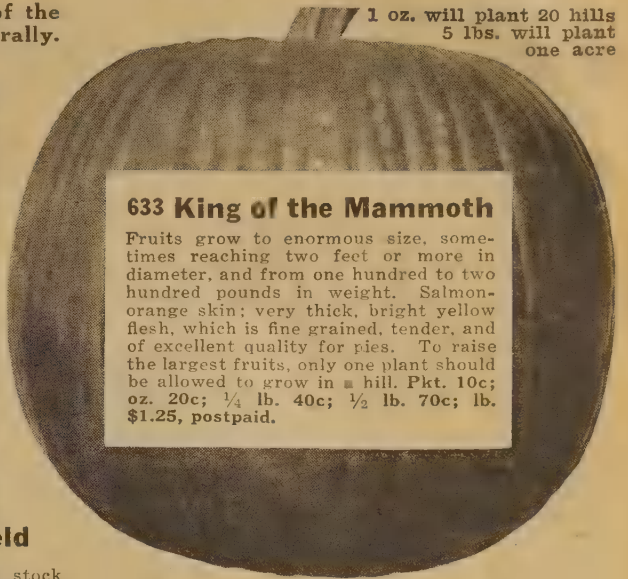 of the
rally.
1 oz. will plant 20 hills
5 lbs. will plant
one acre
633 King of the Mammoth
Fruits grow to enormous size, some-
times reaching two feet or more in
diameter, and from one hundred to two
hundred pounds in weight. Salmon-
orange skin; very thick, bright yellow
flesh, which is fine grained, tender, and
of excellent quality for pies. To raise
the largest fruits, only one plant should
be allowed to grow in hill. Pkt. 10c;
oz. 20c; ¼ lb. 40c; ½ lb. 70c; lb.
$1.25, postpaid.
eld
stock